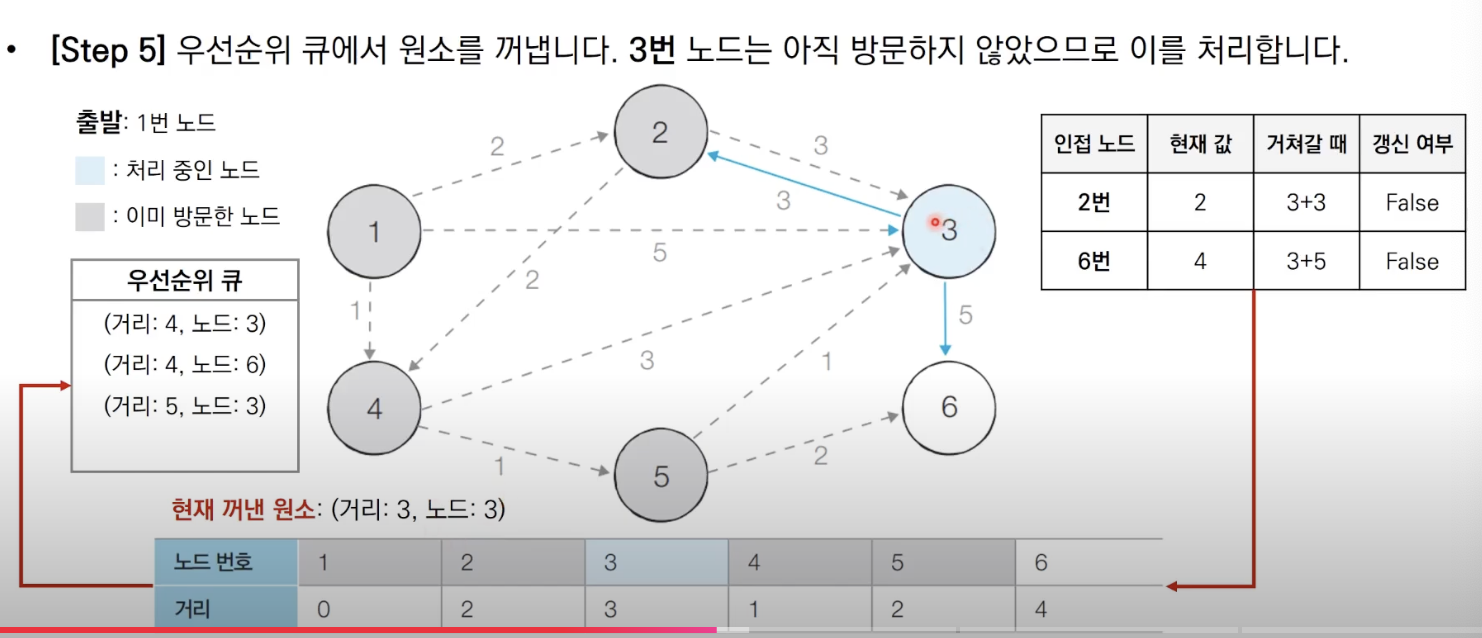 • [Step 5] 우선순위 큐에서 원소를 꺼냅니다. 3번 노드는 아직 방문하지 않았으므로 이를 처리합니다.
출발: 1번 노드
: 처리 중인 노드
: 이미 방문한 노드
우선순위 큐
(거리: 4, 노드: 3)
(거리: 4, 노드: 6)
(거리: 5, 노드: 3)
1
2
3
4
5
6
2
3
3
5
2
1
3
1
5
1
2
인접 노드 현재 값 거쳐갈 때 갱신 여부
2번 2 3+3 False
6번 4 3+5 False
현재 꺼낸 원소: (거리: 3, 노드: 3)
노드 번호 1 2 3 4 5 6
거리 0 2 3 1 2 4